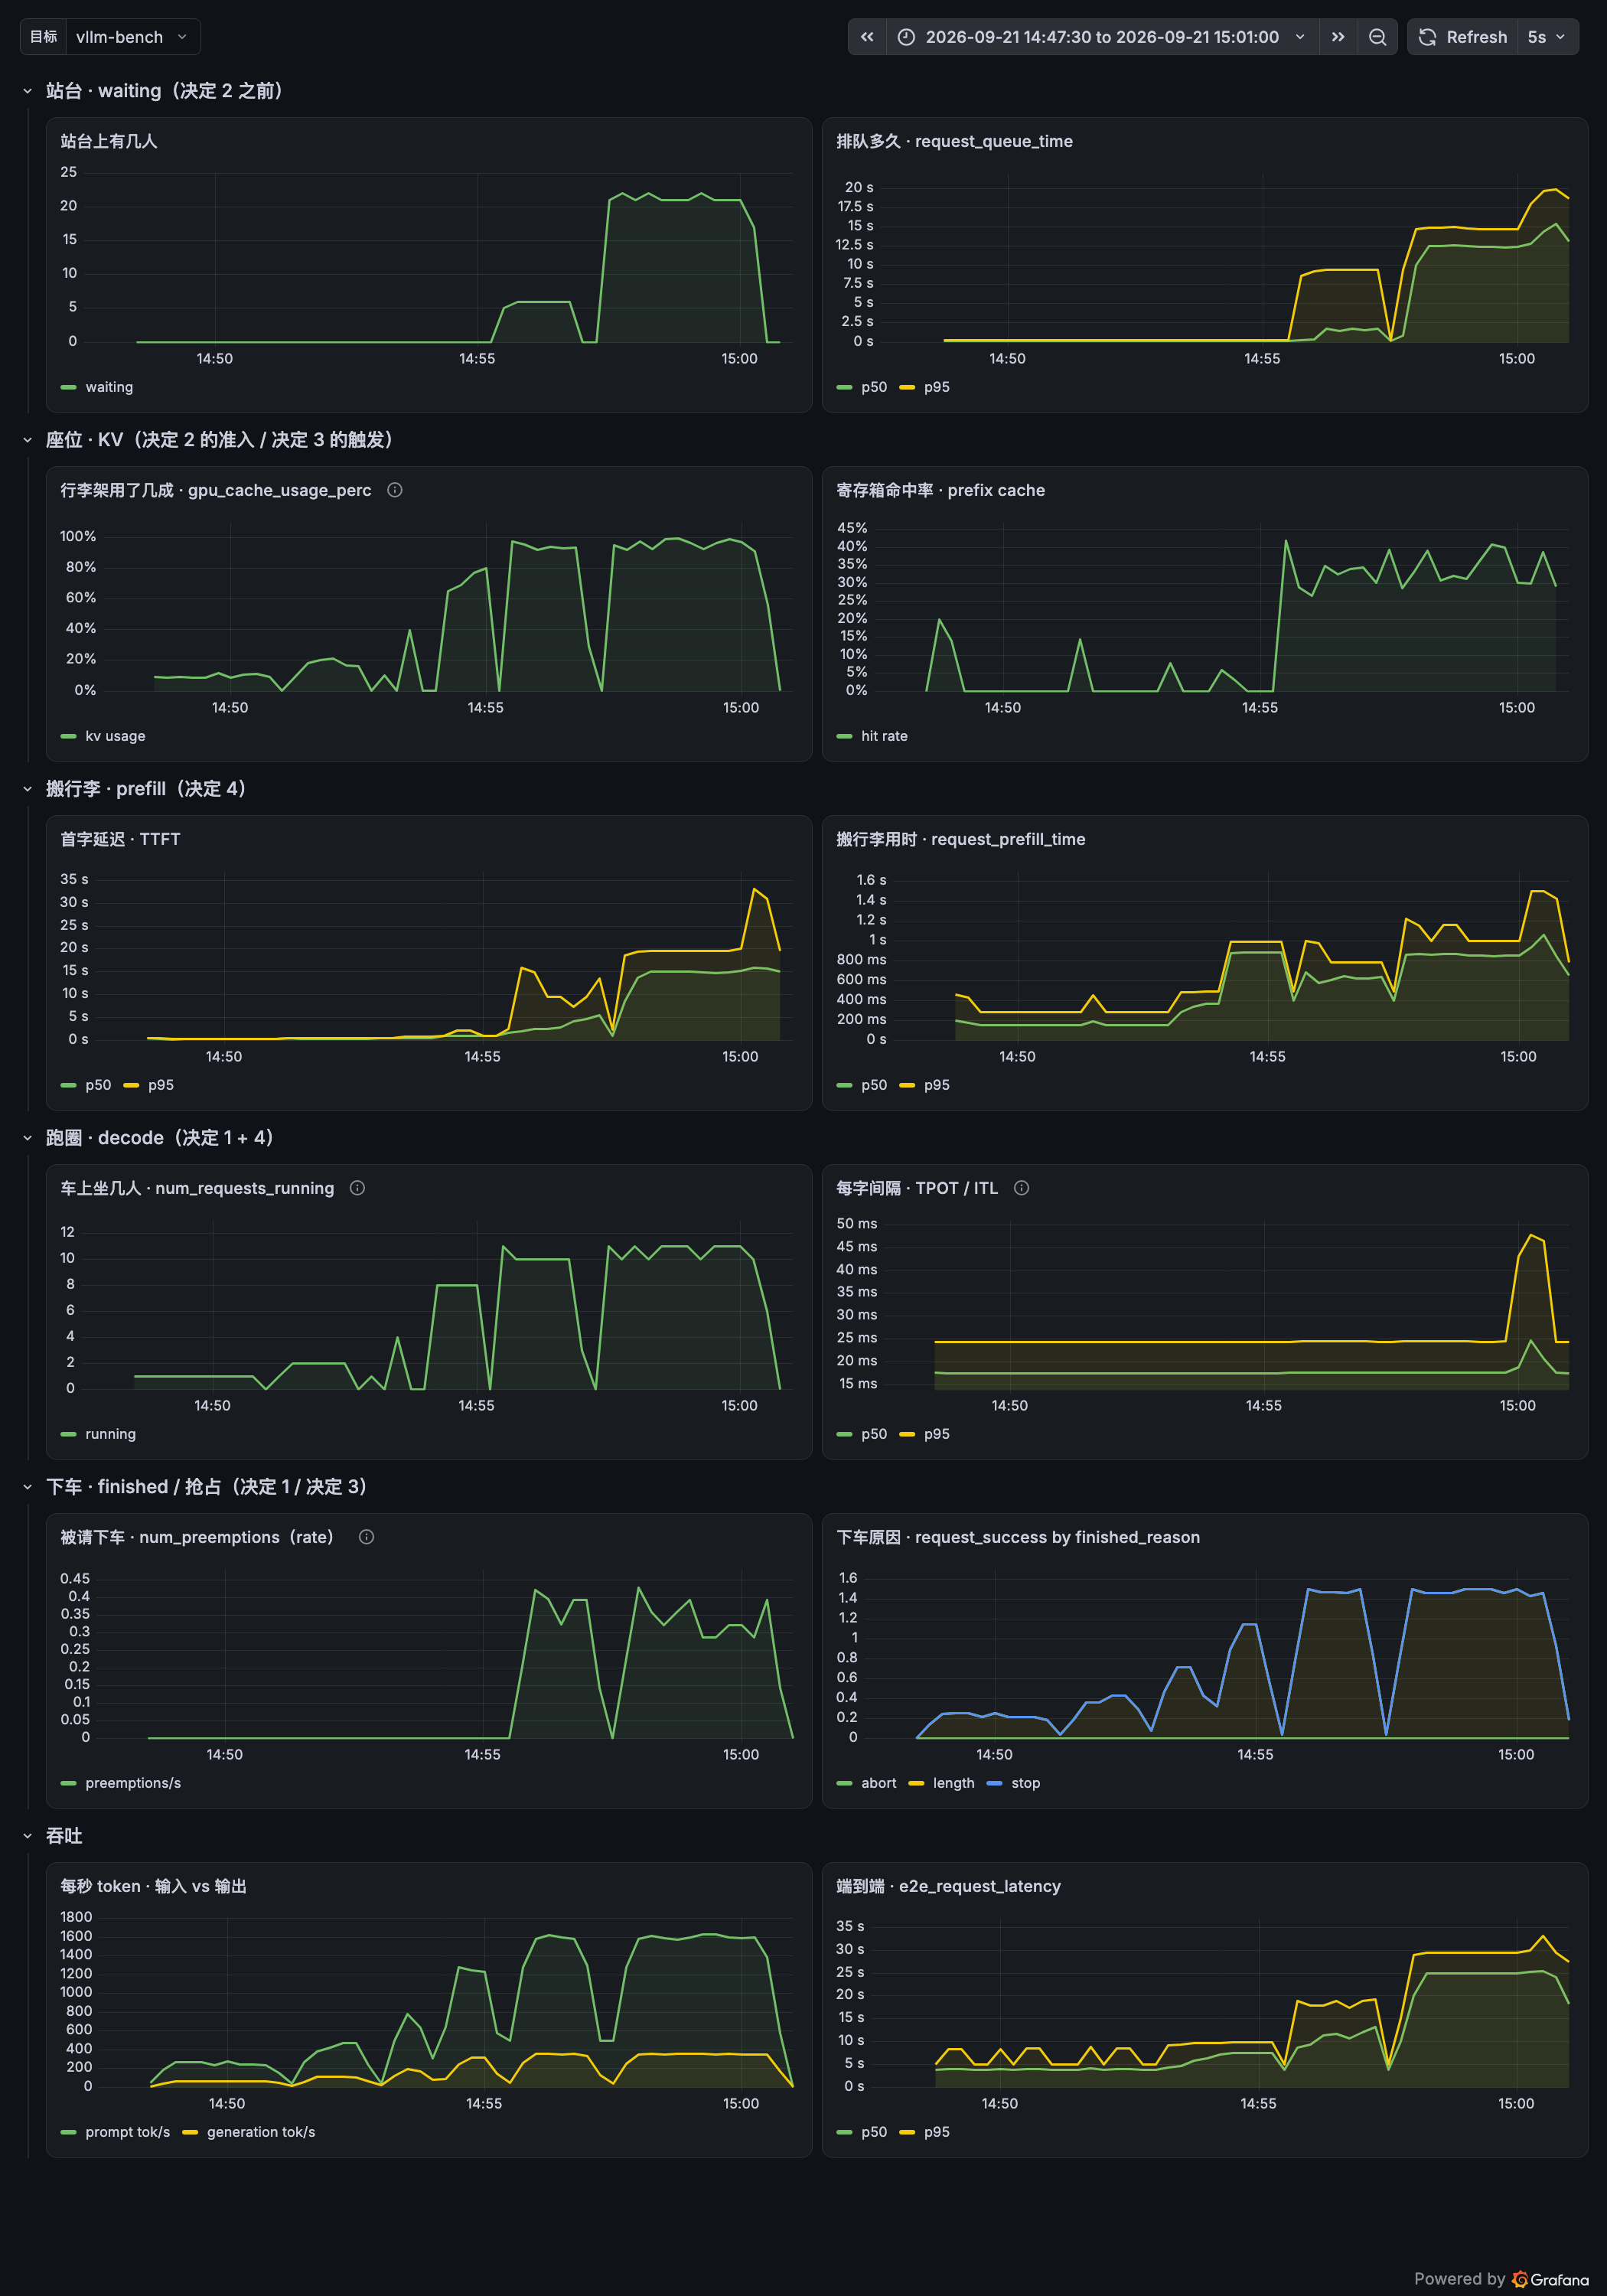 目标 vllm-bench 2026-09-21 14:47:30 to 2026-09-21 15:01:00 Refresh 5s
站台 · waiting（决定 2 之前）
站台上有几人
25
20
15
10
5
0
14:50 14:55 15:00
waiting
排队多久 · request_queue_time
20 s
17.5 s
15 s
12.5 s
10 s
7.5 s
5 s
2.5 s
0 s
14:50 14:55 15:00
p50 p95
座位 · KV（决定 2 的准入 / 决定 3 的触发）
行李架用了几成 · gpu_cache_usage_perc
100%
80%
60%
40%
20%
0%
14:50 14:55 15:00
kv usage
寄存箱命中率 · prefix cache
45%
40%
35%
30%
25%
20%
15%
10%
5%
0%
14:50 14:55 15:00
hit rate
搬行李 · prefill（决定 4）
首字延迟 · TTFT
35 s
30 s
25 s
20 s
15 s
10 s
5 s
0 s
14:50 14:55 15:00
p50 p95
搬行李用时 · request_prefill_time
1.6 s
1.4 s
1.2 s
1 s
800 ms
600 ms
400 ms
200 ms
0 s
14:50 14:55 15:00
p50 p95
跑圈 · decode（决定 1 + 4）
车上坐几人 · num_requests_running
12
10
8
6
4
2
0
14:50 14:55 15:00
running
每字间隔 · TPOT / ITL
50 ms
45 ms
40 ms
35 ms
30 ms
25 ms
20 ms
15 ms
14:50 14:55 15:00
p50 p95
下车 · finished / 抢占（决定 1 / 决定 3）
被请下车 · num_preemptions（rate）
0.45
0.4
0.35
0.3
0.25
0.2
0.15
0.1
0.05
0
14:50 14:55 15:00
preemptions/s
下车原因 · request_success by finished_reason
1.6
1.4
1.2
1
0.8
0.6
0.4
0.2
0
14:50 14:55 15:00
abort length stop
吞吐
每秒 token · 输入 vs 输出
1800
1600
1400
1200
1000
800
600
400
200
0
14:50 14:55 15:00
prompt tok/s generation tok/s
端到端 · e2e_request_latency
35 s
30 s
25 s
20 s
15 s
10 s
5 s
0 s
14:50 14:55 15:00
p50 p95
Powered by Grafana